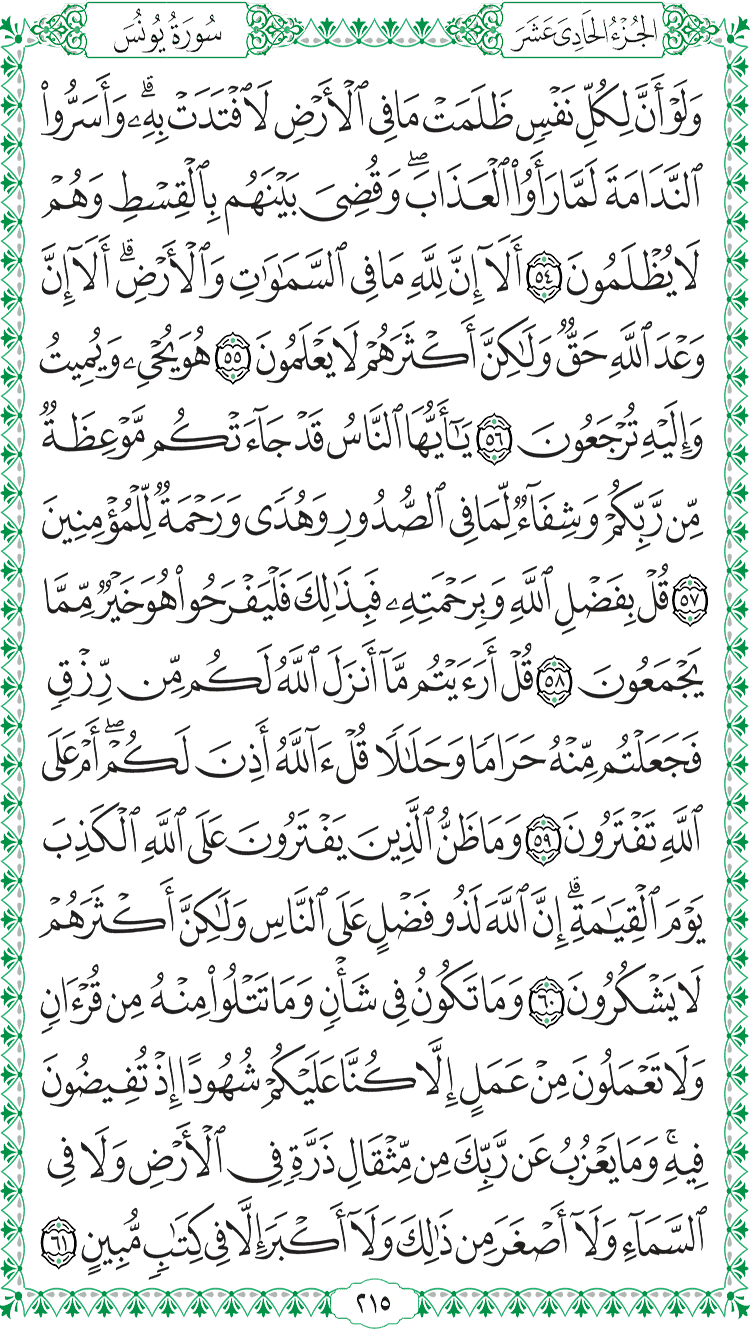 الجُزْءُ الحَادِى عَشَرَ
سُورَةُ يُونُسَ
وَلَوۡ أَنَّ لِكُلِّ نَفۡسٖ ظَلَمَتۡ مَا فِي ٱلۡأَرۡضِ لَٱفۡتَدَتۡ بِهِۦۗ وَأَسَرُّواْ
ٱلنَّدَامَةَ لَمَّا رَأَوُاْ ٱلۡعَذَابَۖ وَقُضِيَ بَيۡنَهُم بِٱلۡقِسۡطِ وَهُمۡ
لَا يُظۡلَمُونَ ٥٤ أَلَآ إِنَّ لِلَّهِ مَا فِي ٱلسَّمَٰوَٰتِ وَٱلۡأَرۡضِۗ أَلَآ إِنَّ
وَعۡدَ ٱللَّهِ حَقّٞ وَلَٰكِنَّ أَكۡثَرَهُمۡ لَا يَعۡلَمُونَ ٥٥ هُوَ يُحۡيِۦ وَيُمِيتُ
وَإِلَيۡهِ تُرۡجَعُونَ ٥٦ يَٰٓأَيُّهَا ٱلنَّاسُ قَدۡ جَآءَتۡكُم مَّوۡعِظَةٞ
مِّن رَّبِّكُمۡ وَشِفَآءٞ لِّمَا فِي ٱلصُّدُورِ وَهُدٗى وَرَحۡمَةٞ لِّلۡمُؤۡمِنِينَ
٥٧ قُلۡ بِفَضۡلِ ٱللَّهِ وَبِرَحۡمَتِهِۦ فَبِذَٰلِكَ فَلۡيَفۡرَحُواْ هُوَ خَيۡرٞ مِّمَّا
يَجۡمَعُونَ ٥٨ قُلۡ أَرَءَيۡتُم مَّآ أَنزَلَ ٱللَّهُ لَكُم مِّن رِّزۡقٖ
فَجَعَلۡتُم مِّنۡهُ حَرَامٗا وَحَلَٰلٗا قُلۡ ءَآللَّهُ أَذِنَ لَكُمۡۖ أَمۡ عَلَى
ٱللَّهِ تَفۡتَرُونَ ٥٩ وَمَا ظَنُّ ٱلَّذِينَ يَفۡتَرُونَ عَلَى ٱللَّهِ ٱلۡكَذِبَ
يَوۡمَ ٱلۡقِيَٰمَةِۗ إِنَّ ٱللَّهَ لَذُو فَضۡلٍ عَلَى ٱلنَّاسِ وَلَٰكِنَّ أَكۡثَرَهُمۡ
لَا يَشۡكُرُونَ ٦٠ وَمَا تَكُونُ فِي شَأۡنٖ وَمَا تَتۡلُواْ مِنۡهُ مِن قُرۡءَانٖ
وَلَا تَعۡمَلُونَ مِنۡ عَمَلٍ إِلَّا كُنَّا عَلَيۡكُمۡ شُهُودًا إِذۡ تُفِيضُونَ
فِيهِۚ وَمَا يَعۡزُبُ عَن رَّبِّكَ مِن مِّثۡقَالِ ذَرَّةٖ فِي ٱلۡأَرۡضِ وَلَا فِي
ٱلسَّمَآءِ وَلَآ أَصۡغَرَ مِن ذَٰلِكَ وَلَآ أَكۡبَرَ إِلَّا فِي كِتَٰبٖ مُّبِينٍ ٦١
٢١٥